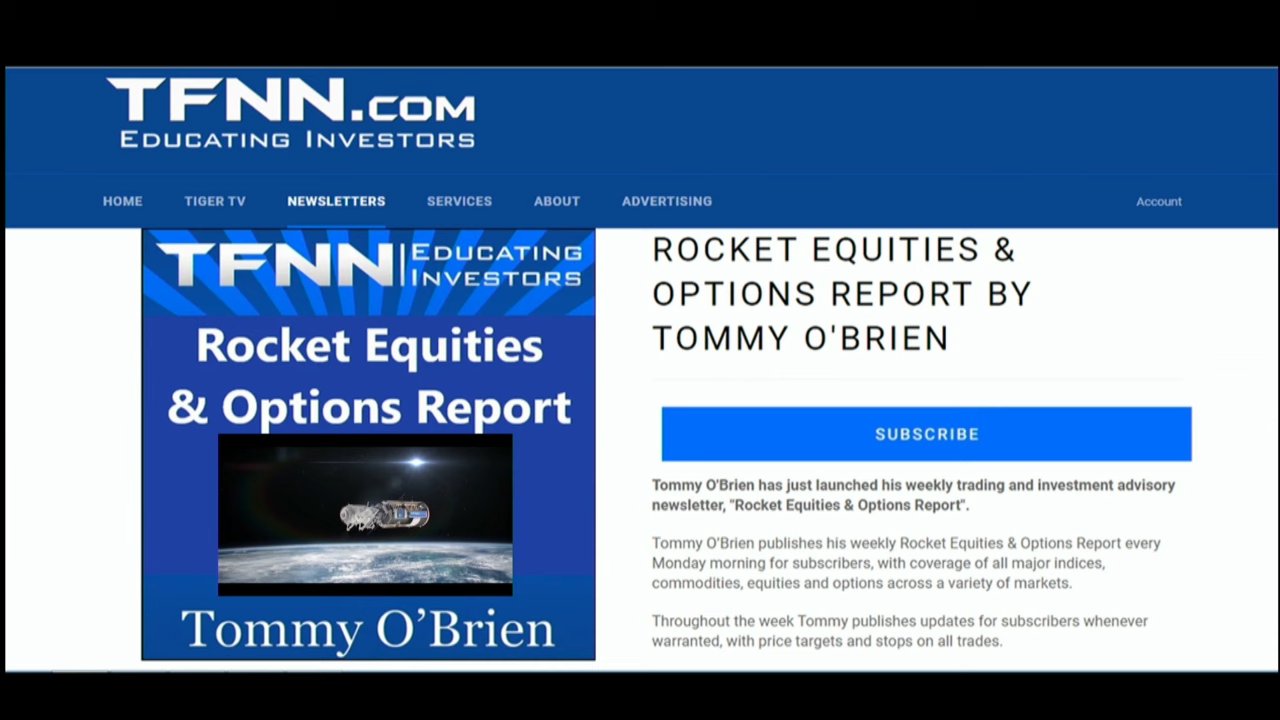 TFNN.COM
EDUCATING INVESTORS
HOME TIGER TV NEWSLETTERS SERVICES ABOUT ADVERTISING Account
TFNN EDUCATING
INVESTORS
Rocket Equities
& Options Report
Tommy O’Brien
ROCKET EQUITIES &
OPTIONS REPORT BY
TOMMY O'BRIEN
SUBSCRIBE
Tommy O'Brien has just launched his weekly trading and investment advisory
newsletter, "Rocket Equities & Options Report".
Tommy O’Brien publishes his weekly Rocket Equities & Options Report every
Monday morning for subscribers, with coverage of all major indices,
commodities, equities and options across a variety of markets.
Throughout the week Tommy publishes updates for subscribers whenever
warranted, with price targets and stops on all trades.